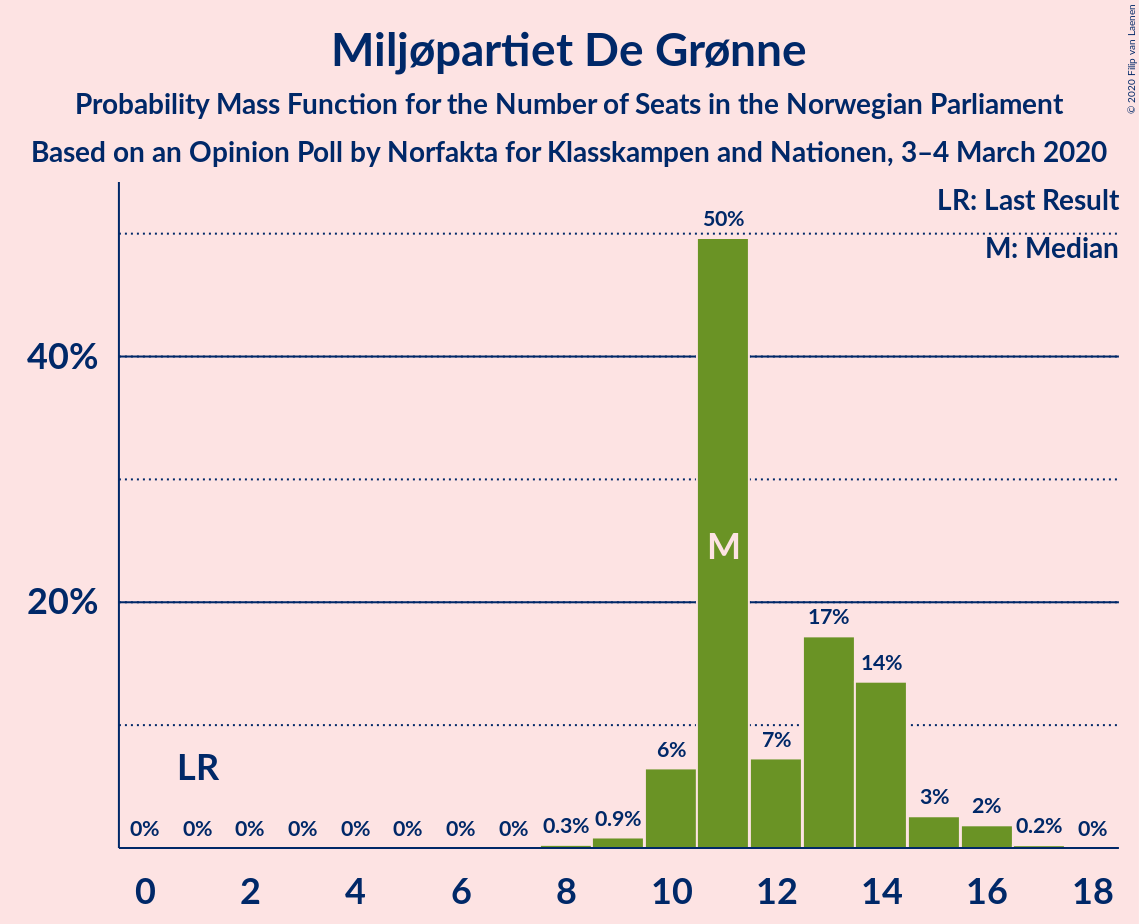 Miljøpartiet De Grønne
Probability Mass Function for the Number of Seats in the Norwegian Parliament
Based on an Opinion Poll by Norfakta for Klasskampen and Nationen, 3–4 March 2020
© 2020 Filip van Laenen
LR: Last Result
M: Median
50%
40%
M
20%
17%
14%
7%
6%
LR
3%
2%
0% 0% 0% 0% 0% 0% 0% 0% 0.3% 0.9% 0.2% 0%
0 2 4 6 8 10 12 14 16 18